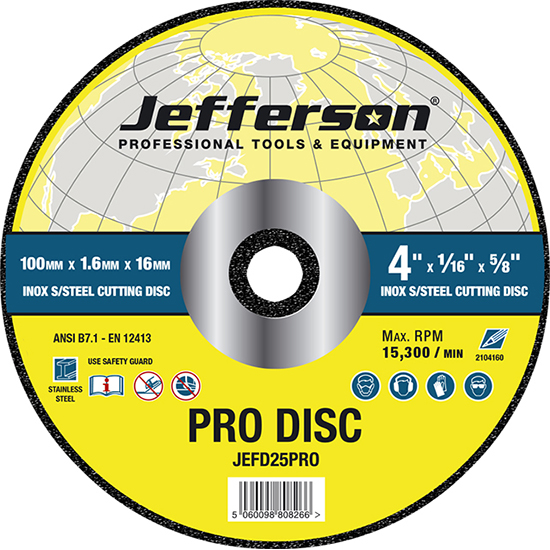 Jefferson®
PROFESSIONAL TOOLS & EQUIPMENT
100MM x 1.6MM x 16MM
INOX S/STEEL CUTTING DISC
4" x 1/16" x 5/8"
INOX S/STEEL CUTTING DISC
ANSI B7.1 - EN 12413
USE SAFETY GUARD
STAINLESS
STEEL
MAX. RPM
15,300 / MIN
2104160
PRO DISC
JEFD25PRO
5 060098 808266 >